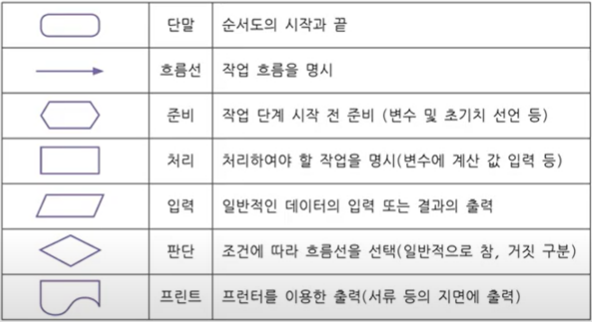 단말 순서도의 시작과 끝
흐름선 작업 흐름을 명시
준비 작업 단계 시작 전 준비 (변수 및 초기치 선언 등)
처리 처리하여야 할 작업을 명시(변수에 계산 값 입력 등)
입력 일반적인 데이터의 입력 또는 결과의 출력
판단 조건에 따라 흐름선을 선택(일반적으로 참, 거짓 구분)
프린트 프런터를 이용한 출력(서류 등의 지면에 출력)